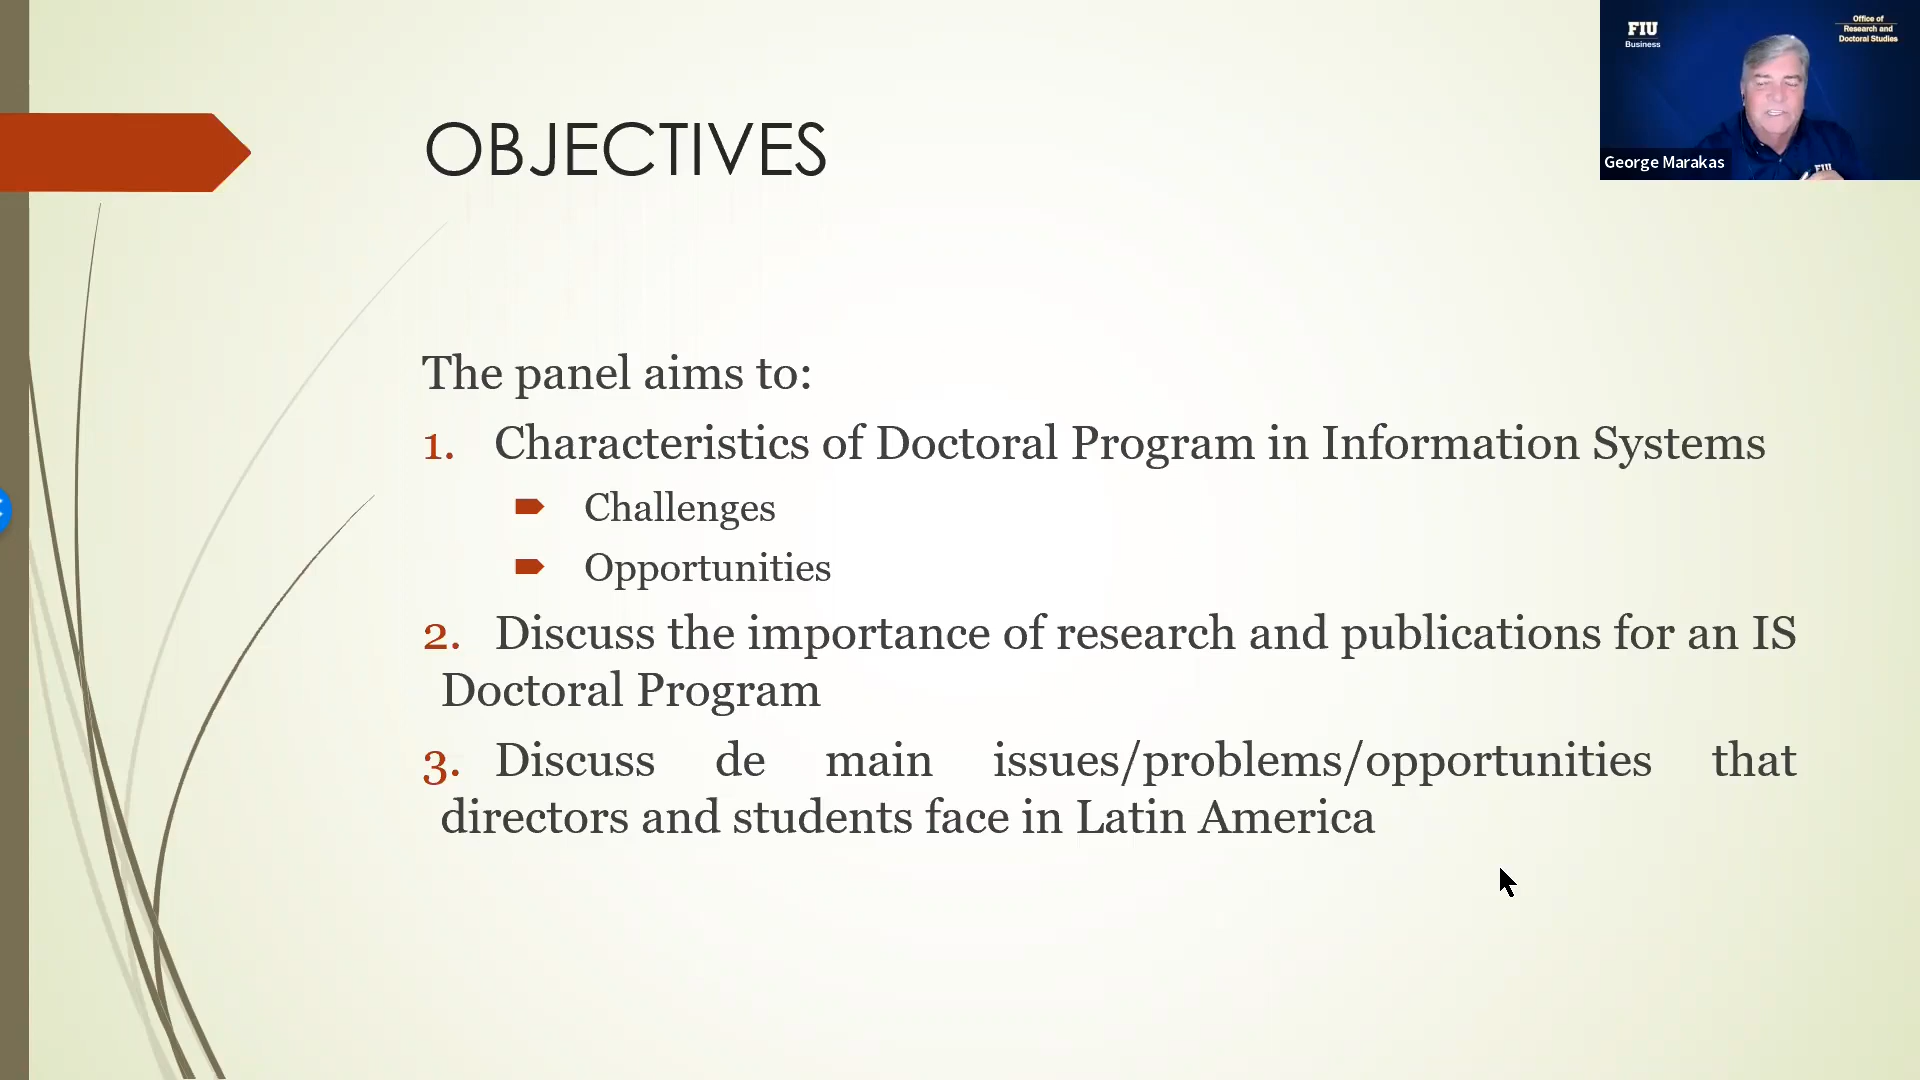 OBJECTIVES
The panel aims to:
1. Characteristics of Doctoral Program in Information Systems
Challenges
Opportunities
2. Discuss the importance of research and publications for an IS
Doctoral Program
3. Discuss de main issues/problems/opportunities that
directors and students face in Latin America
FIU
Business
Office of
Research and
Doctoral Studies
FIU
George Marakas